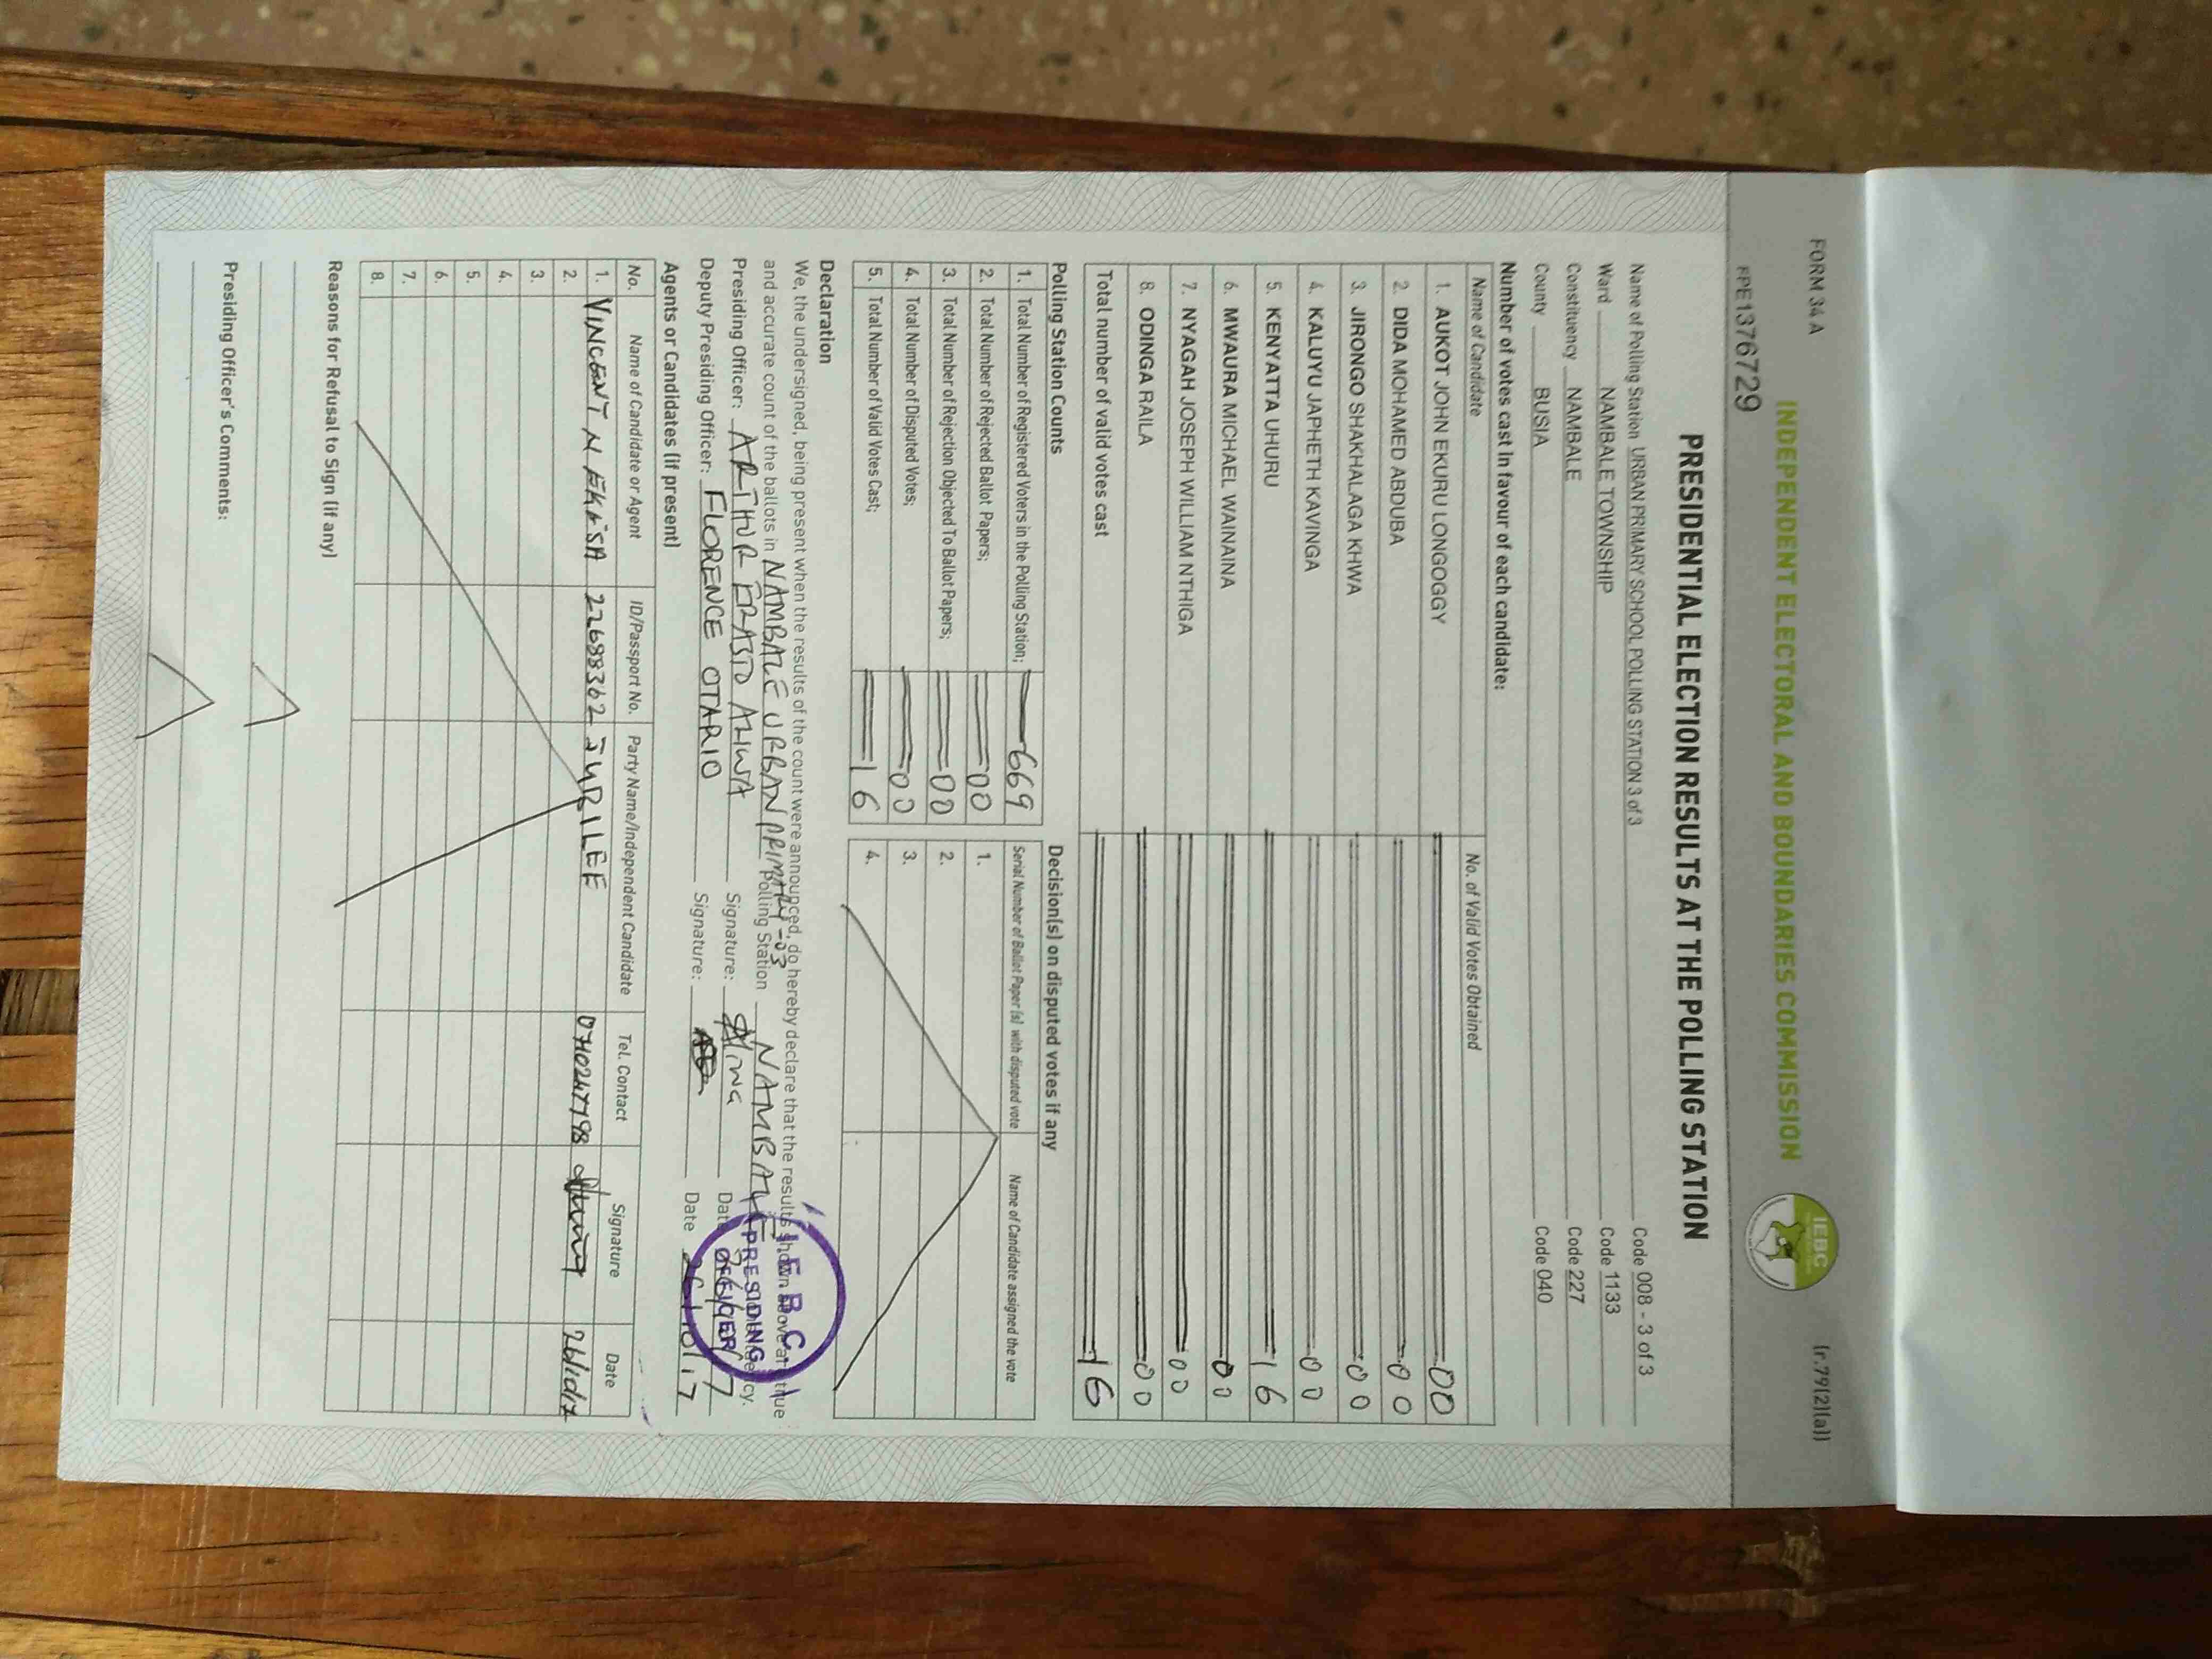 FORM 34 A (r.79(2)(a))
INDEPENDENT ELECTORAL AND BOUNDARIES COMMISSION
IEBC
FPE1376729
PRESIDENTIAL ELECTION RESULTS AT THE POLLING STATION
Name of Polling Station URBAN PRIMARY SCHOOL POLLING STATION 3 of 3 Code 008 - 3 of 3
Ward NAMBALE TOWNSHIP Code 1133
Constituency NAMBALE Code 227
County BUSIA Code 040
Number of votes cast in favour of each candidate:
Name of Candidate No. of Valid Votes Obtained
1. AUKOT JOHN EKURU LONGOGGY 00
2. DIDA MOHAMED ABDUBA 00
3. JIRONGO SHAKHALAGA KHWA 00
4. KALUYU JAPHETH KAVINGA 00
5. KENYATTA UHURU 16
6. MWAURA MICHAEL WAINAINA 00
7. NYAGAH JOSEPH WILLIAM NTHIGA 00
8. ODINGA RAILA 00
Total number of valid votes cast 16
Polling Station Counts
1. Total Number of Registered Voters in the Polling Station; 669
2. Total Number of Rejected Ballot Papers; 00
3. Total Number of Rejection Objected To Ballot Papers; 00
4. Total Number of Disputed Votes; 00
5. Total Number of Valid Votes Cast; 16
Decision(s) on disputed votes if any
Serial Number of Ballot Paper (s) with disputed vote Name of Candidate assigned the vote
1.
2.
3.
4.
Declaration
We, the undersigned, being present when the results of the count were announced, do hereby declare that the results shown above are true
and accurate count of the ballots in NAMBALE URBAN PRIMARY -03 Polling Station NAMBALE
Presiding Officer: ARTHUR ERASTO Signature: Date
Deputy Presiding Officer: FLORENCE OTARIO Signature: Date 26/10/17
IEBC
PRESIDING
OFFICER
Agents or Candidates (if present)
No. Name of Candidate or Agent ID/Passport No. Party Name/Independent Candidate Tel. Contact Signature Date
1. VINCENT N 22688362 JUBILEE 26/10/17
2.
3.
4.
5.
6.
7.
8.
Reasons for Refusal to Sign (if any)
Presiding Officer's Comments: